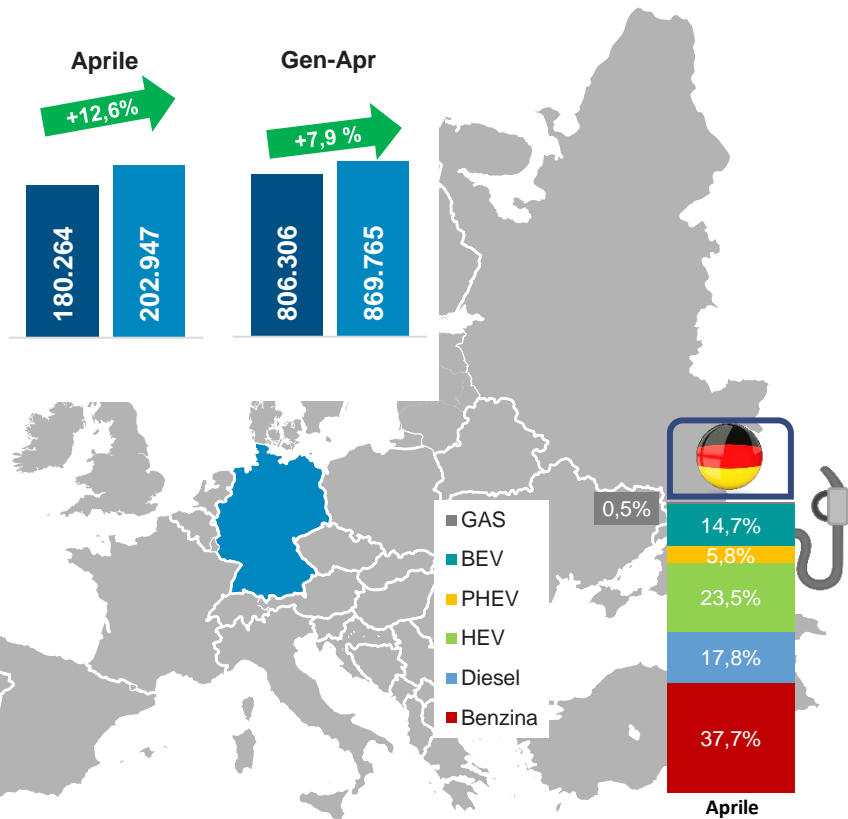 Aprile
Gen-Apr
+12,6%
+7,9 %
180.264
202.947
806.306
869.765
GAS
BEV
PHEV
HEV
Diesel
Benzina
0,5%
14,7%
5,8%
23,5%
17,8%
37,7%
Aprile